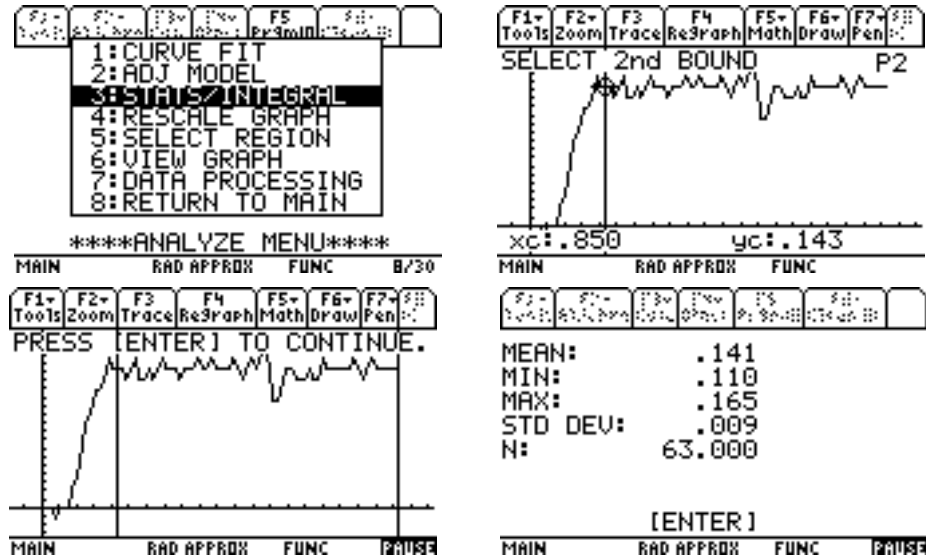 F5
1:CURVE FIT
2:ADJ MODEL
3:STATS/INTEGRAL
4:RESCALE GRAPH
5:SELECT REGION
6:VIEW GRAPH
7:DATA PROCESSING
8:RETURN TO MAIN
****ANALYZE MENU****
MAIN RAD APPROX FUNC 8/30
F1 F2 F3 F4 F5 F6 F7
Tools Zoom Trace Regraph Math Draw Pen
SELECT 2nd BOUND P2
xc:.850 yc:.143
MAIN RAD APPROX FUNC
F1 F2 F3 F4 F5 F6 F7
Tools Zoom Trace Regraph Math Draw Pen
PRESS [ENTER] TO CONTINUE.
MAIN RAD APPROX FUNC PAUSE
MEAN: .141
MIN: .110
MAX: .165
STD DEV: .009
N: 63.000
[ENTER]
MAIN RAD APPROX FUNC PAUSE